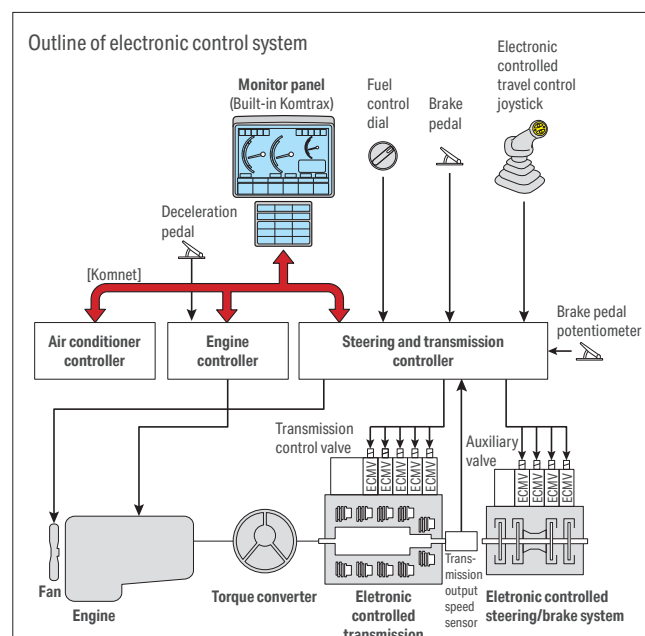 Outline of electronic control system
Monitor panel
(Built-in Komtrax)
Fuel
control
dial
Brake
pedal
Electronic
controlled
travel control
joystick
Deceleration
pedal
[Komnet]
Brake pedal
potentiometer
Air conditioner
controller
Engine
controller
Steering and transmission
controller
Transmission
control valve
Auxiliary
valve
ECMV
ECMV
ECMV
ECMV
ECMV
ECMV
ECMV
ECMV
ECMV
Fan
Engine
Torque converter
Eletronic
controlled
transmission
Trans-
mission
output
speed
sensor
Eletronic controlled
steering/brake system